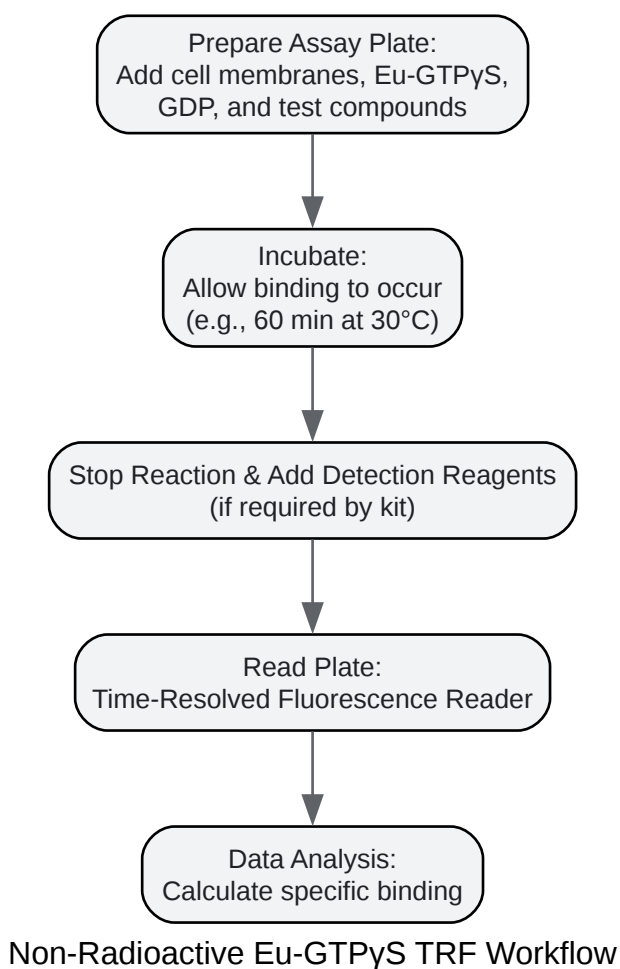 Prepare Assay Plate:
Add cell membranes, Eu-GTPγS,
GDP, and test compounds
Incubate:
Allow binding to occur
(e.g., 60 min at 30°C)
Stop Reaction & Add Detection Reagents
(if required by kit)
Read Plate:
Time-Resolved Fluorescence Reader
Data Analysis:
Calculate specific binding
Non-Radioactive Eu-GTPγS TRF Workflow